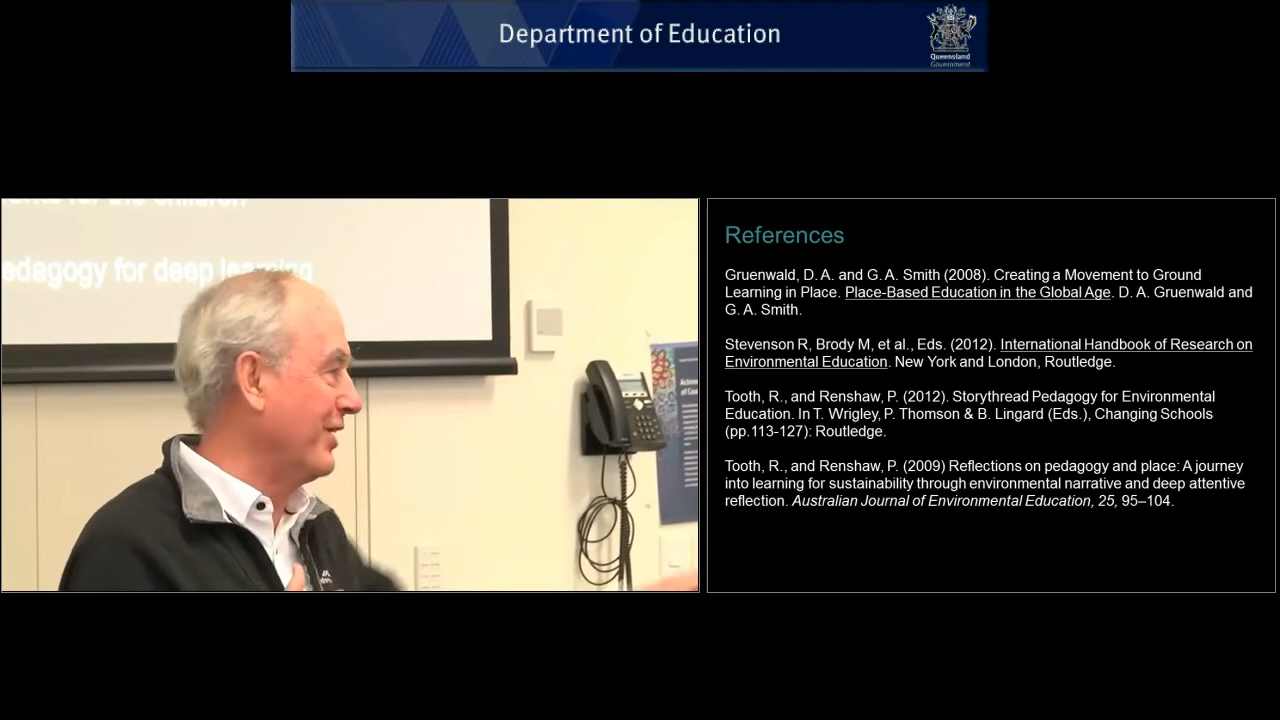 Department of Education
Queensland
Government
for the children
pedagogy for deep learning
References
Gruenwald, D. A. and G. A. Smith (2008). Creating a Movement to Ground
Learning in Place. Place-Based Education in the Global Age. D. A. Gruenwald and
G. A. Smith.
Stevenson R, Brody M, et al., Eds. (2012). International Handbook of Research on
Environmental Education. New York and London, Routledge.
Tooth, R., and Renshaw, P. (2012). Storythread Pedagogy for Environmental
Education. In T. Wrigley, P. Thomson & B. Lingard (Eds.), Changing Schools
(pp.113-127): Routledge.
Tooth, R., and Renshaw, P. (2009) Reflections on pedagogy and place: A journey
into learning for sustainability through environmental narrative and deep attentive
reflection. Australian Journal of Environmental Education, 25, 95–104.